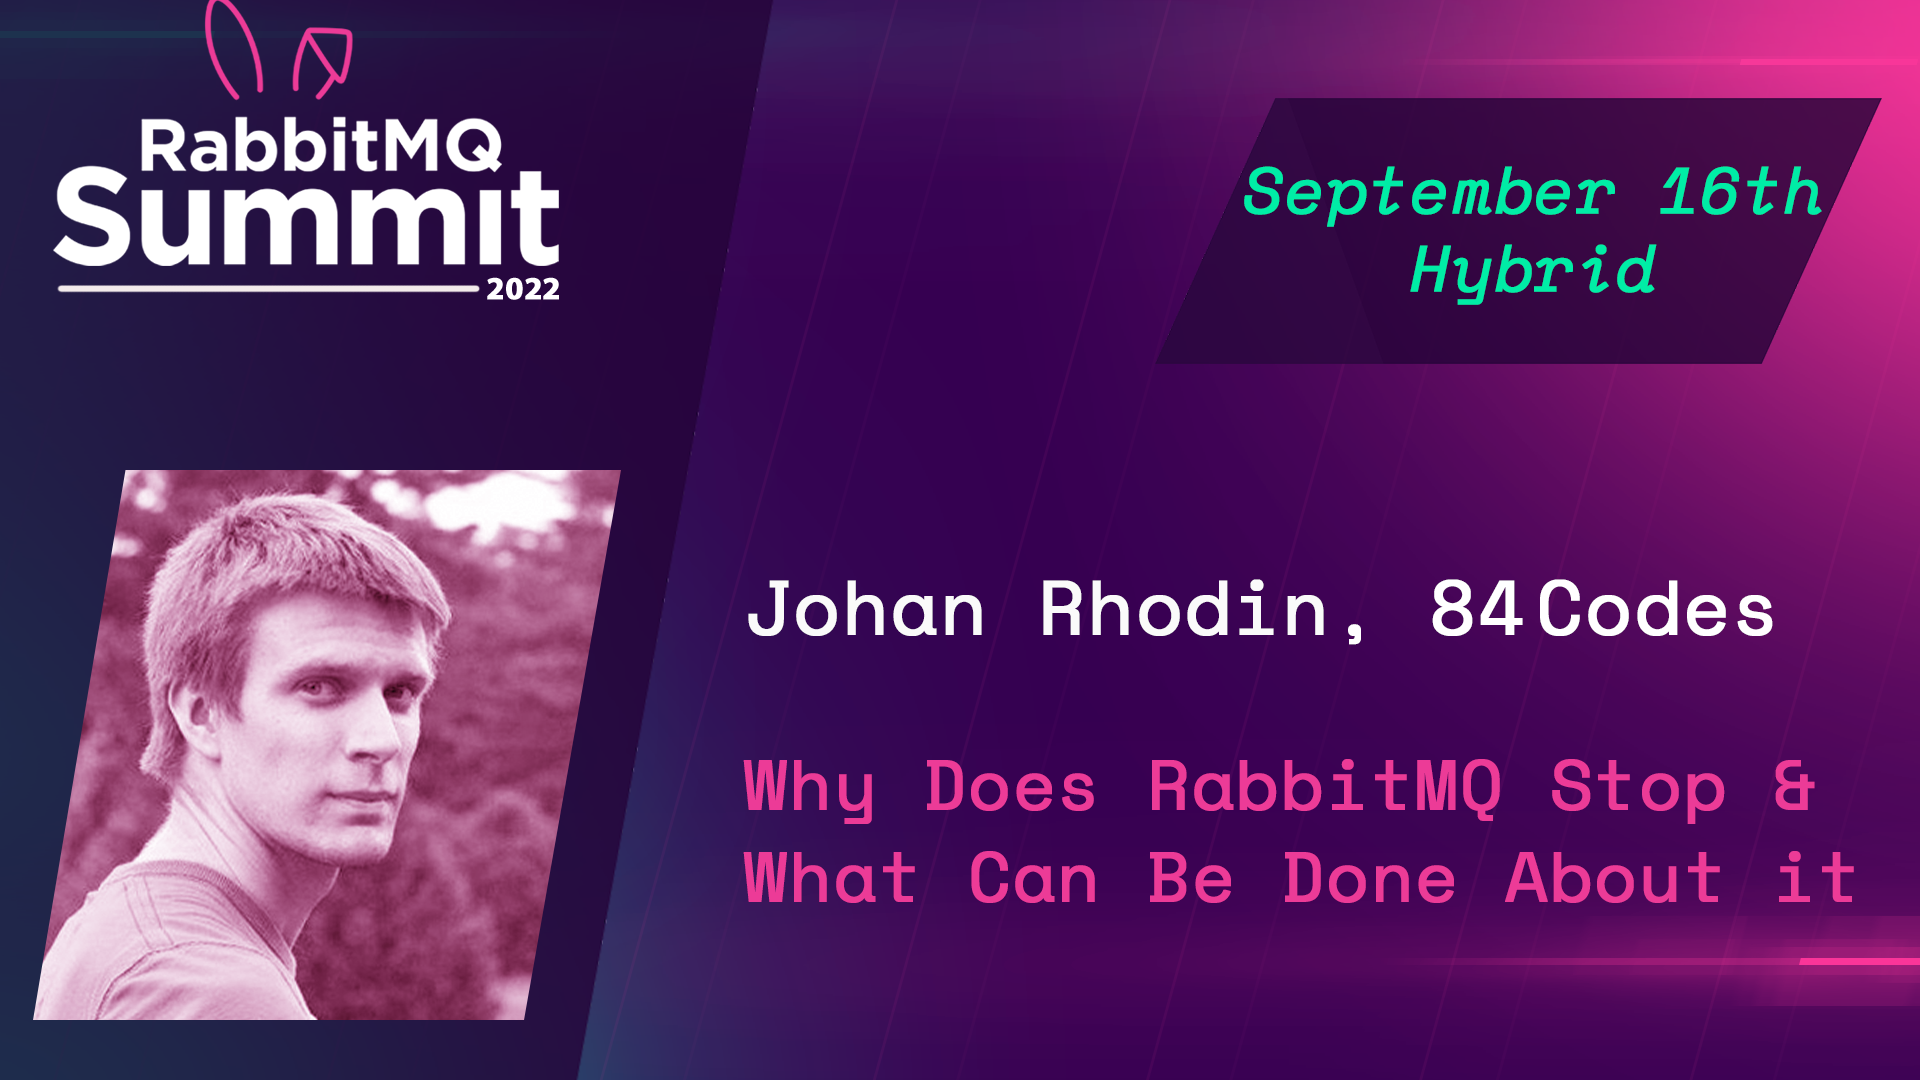 RabbitMQ
Summit
2022
September 16th
Hybrid
Johan Rhodin, 84Codes
Why Does RabbitMQ Stop &
What Can Be Done About it